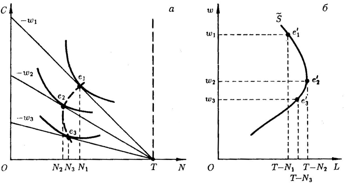 C
a
−w₁
−w₂
−w₃
e₁
e₂
e₃
O
N₂ N₃ N₁
T
N
w
б
S̄
w₁
w₂
w₃
e′₁
e′₂
e′₃
O
T−N₁
T−N₂
T−N₃
L